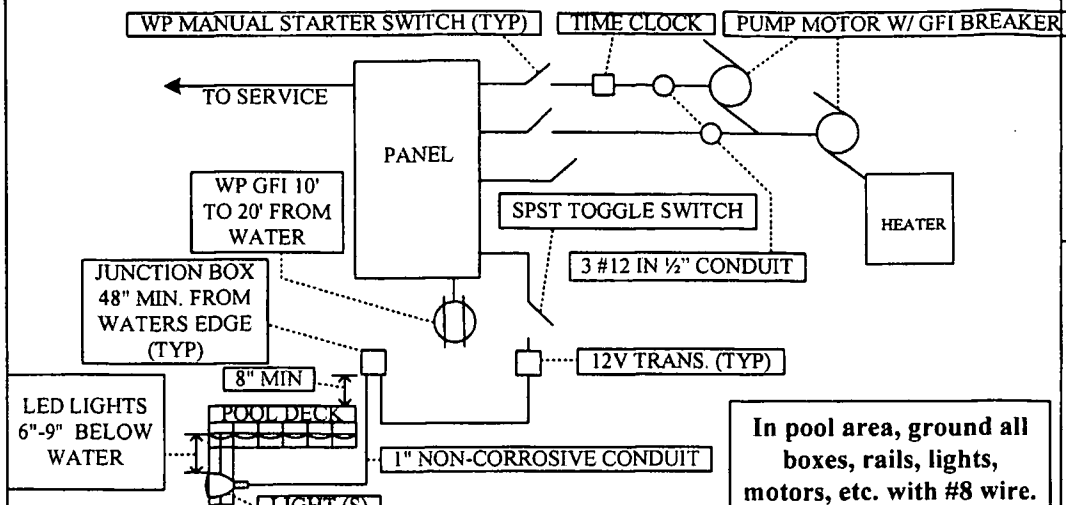 WP MANUAL STARTER SWITCH (TYP)
TIME CLOCK
PUMP MOTOR W/ GFI BREAKER
TO SERVICE
PANEL
WP GFI 10'
TO 20' FROM
WATER
SPST TOGGLE SWITCH
HEATER
3 #12 IN ½" CONDUIT
JUNCTION BOX
48" MIN. FROM
WATERS EDGE
(TYP)
12V TRANS. (TYP)
8" MIN
LED LIGHTS
6"-9" BELOW
WATER
POOL DECK
1" NON-CORROSIVE CONDUIT
In pool area, ground all
boxes, rails, lights,
motors, etc. with #8 wire.
LIGHT (S)